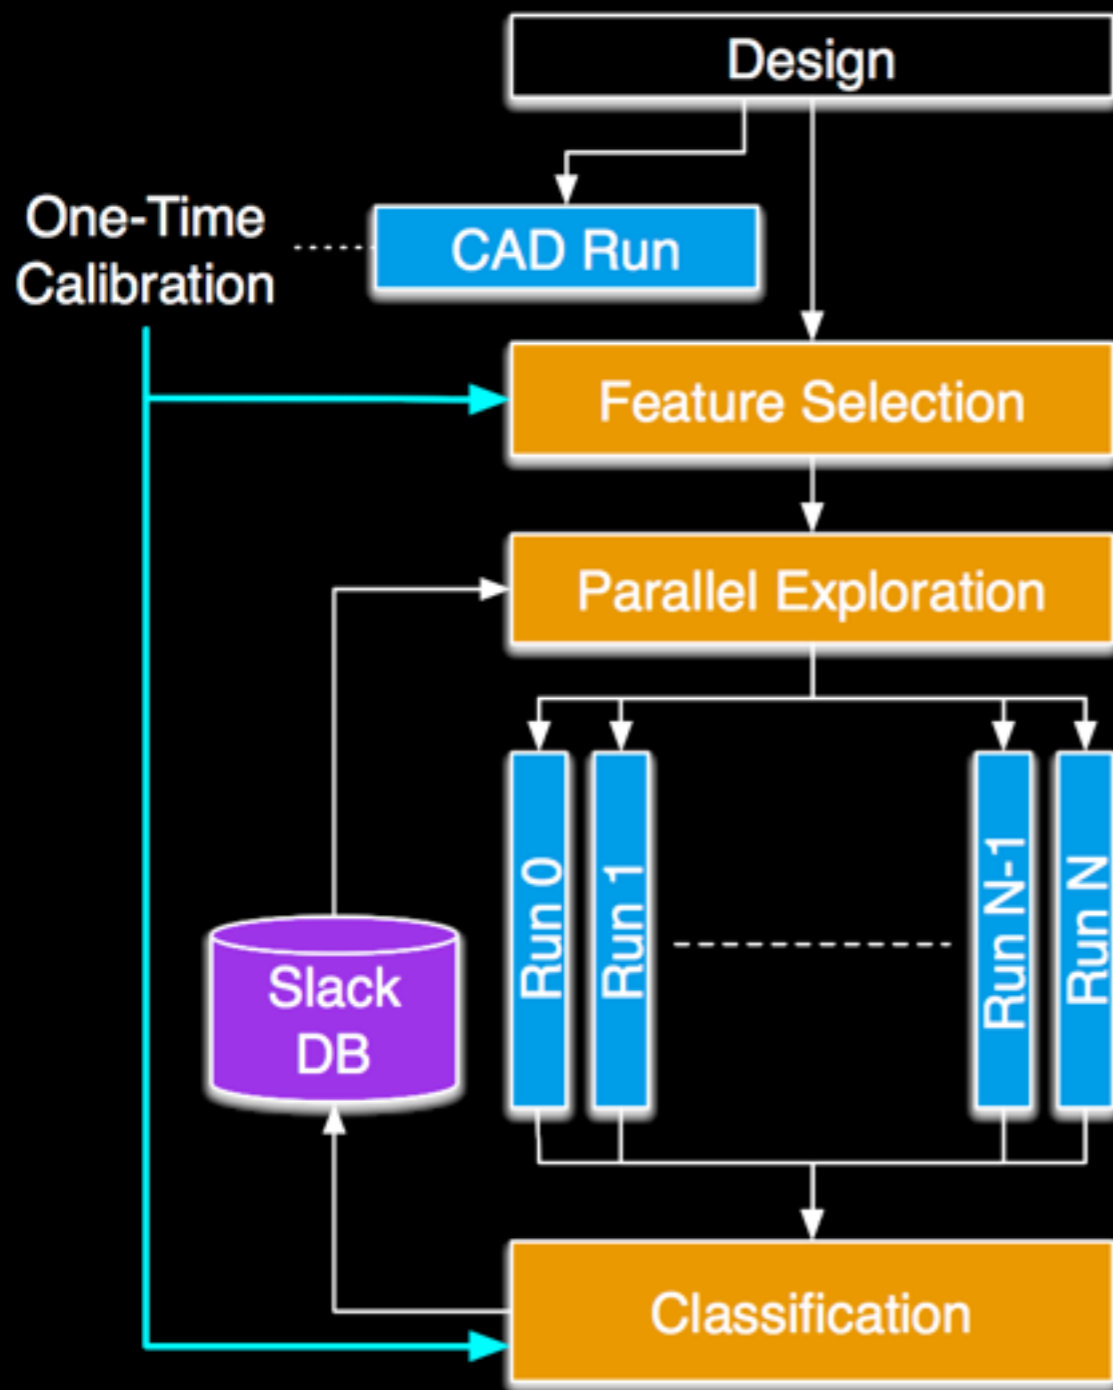 Design
One-Time
Calibration
CAD Run
Feature Selection
Parallel Exploration
Run 0
Run 1
Run N-1
Run N
Slack
DB
Classification